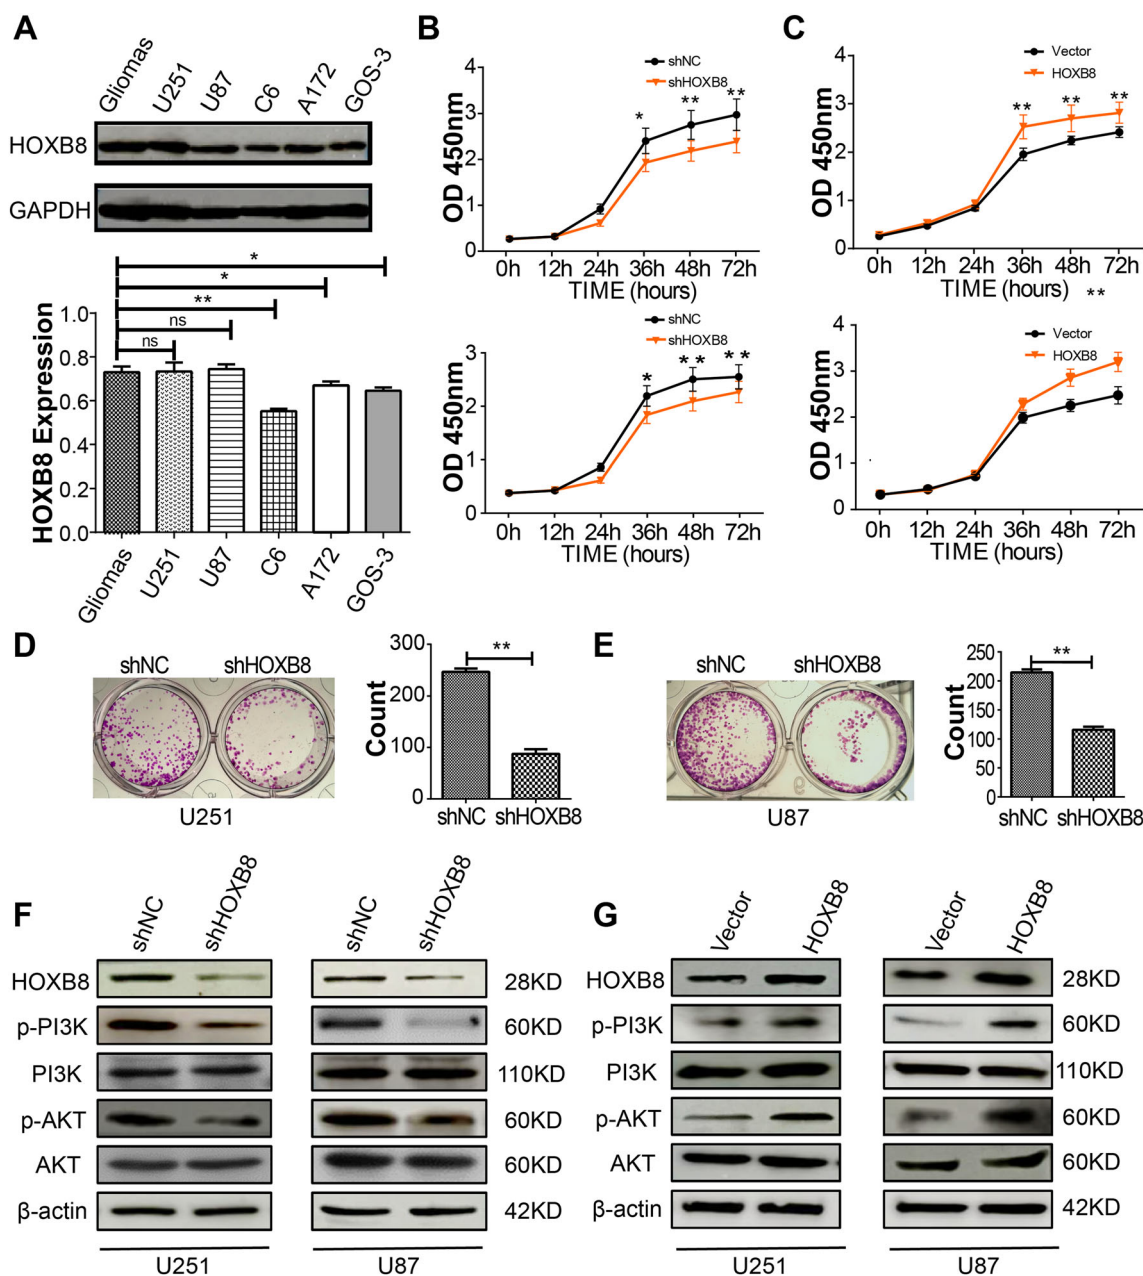 A
Gliomas
U251
U87
C6
A172
GOS-3
HOXB8
GAPDH
*
*
**
ns
ns
HOXB8 Expression
1.0
0.8
0.6
0.4
0.2
0.0
Gliomas
U251
U87
C6
A172
GOS-3
B
shNC
shHOXB8
OD 450nm
4
3
2
1
0
* ** **
0h 12h 24h 36h 48h 72h
TIME (hours)
shNC
shHOXB8
OD 450nm
3
2
1
0
* ** **
0h 12h 24h 36h 48h 72h
TIME (hours)
C
Vector
HOXB8
OD 450nm
4
3
2
1
0
** ** **
0h 12h 24h 36h 48h 72h
TIME (hours) **
Vector
HOXB8
OD 450nm
4
3
2
1
0
0h 12h 24h 36h 48h 72h
TIME (hours)
D
shNC shHOXB8
U251
Count
300
200
100
0
**
shNC shHOXB8
E
shNC shHOXB8
U87
Count
250
200
150
100
50
0
**
shNC shHOXB8
F
shNC shHOXB8 shNC shHOXB8
HOXB8 28KD
p-PI3K 60KD
PI3K 110KD
p-AKT 60KD
AKT 60KD
β-actin 42KD
U251 U87
G
Vector HOXB8 Vector HOXB8
HOXB8 28KD
p-PI3K 60KD
PI3K 110KD
p-AKT 60KD
AKT 60KD
β-actin 42KD
U251 U87